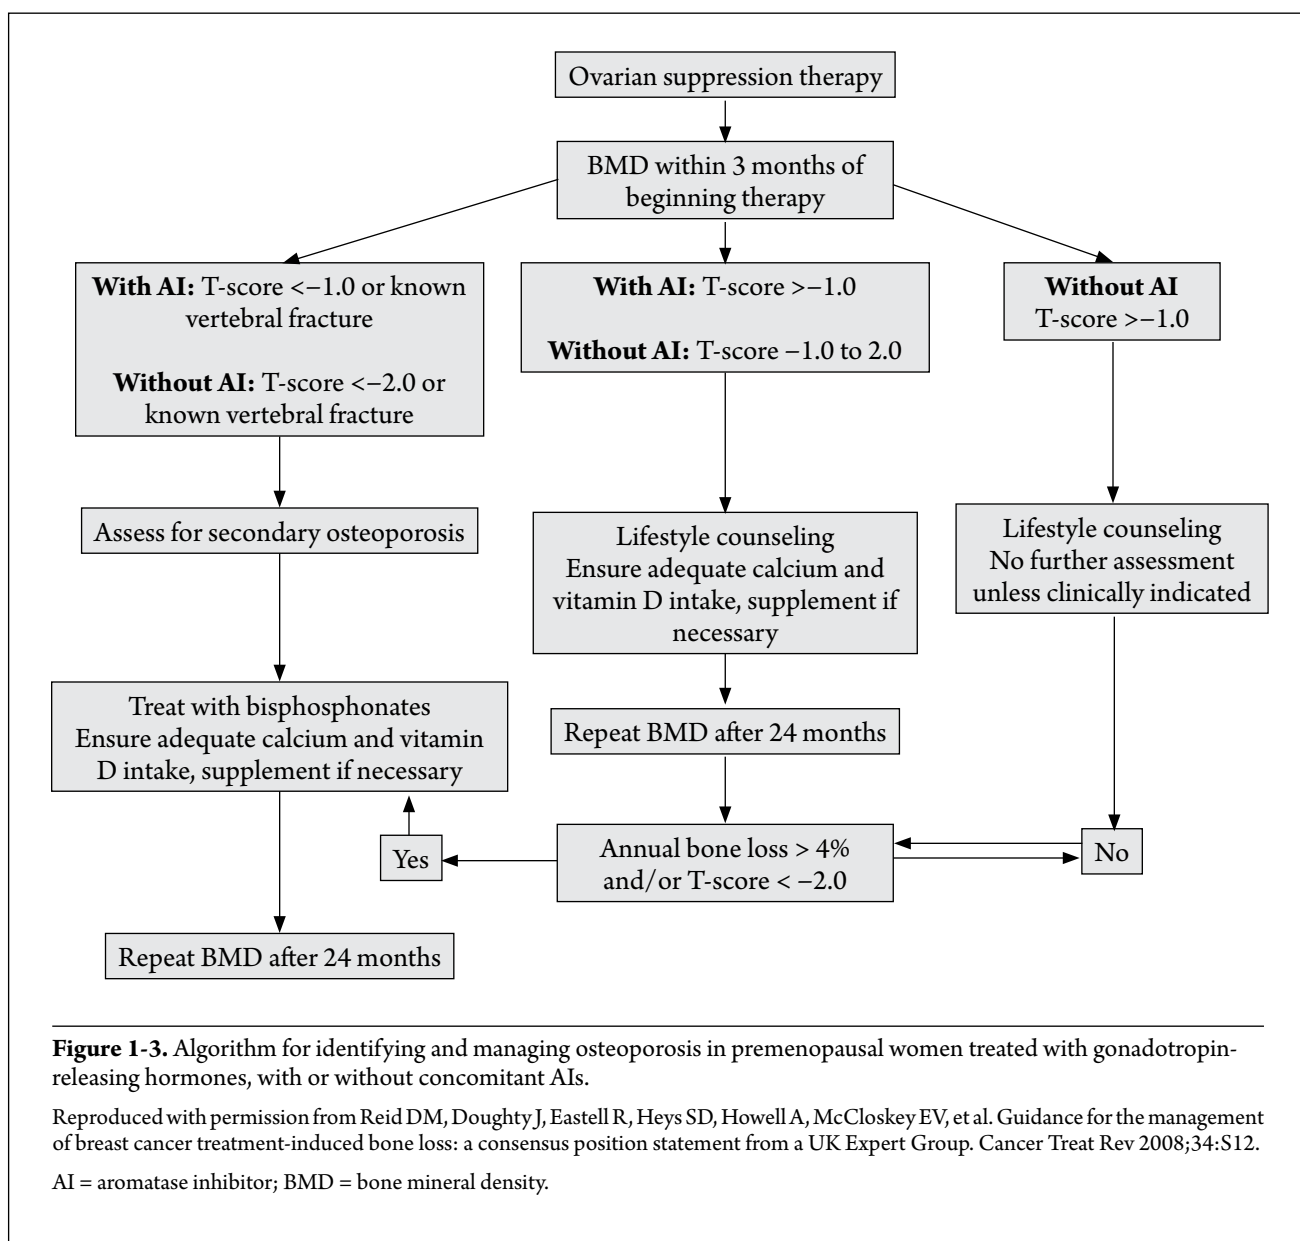 Ovarian suppression therapy
BMD within 3 months of
beginning therapy
With AI: T-score <−1.0 or known
vertebral fracture
Without AI: T-score <−2.0 or
known vertebral fracture
With AI: T-score >−1.0
Without AI: T-score −1.0 to 2.0
Without AI
T-score >−1.0
Assess for secondary osteoporosis
Lifestyle counseling
Ensure adequate calcium and
vitamin D intake, supplement if
necessary
Lifestyle counseling
No further assessment
unless clinically indicated
Treat with bisphosphonates
Ensure adequate calcium and vitamin
D intake, supplement if necessary
Repeat BMD after 24 months
Yes
Annual bone loss > 4%
and/or T-score < −2.0
No
Repeat BMD after 24 months
Figure 1-3. Algorithm for identifying and managing osteoporosis in premenopausal women treated with gonadotropin-
releasing hormones, with or without concomitant AIs.
Reproduced with permission from Reid DM, Doughty J, Eastell R, Heys SD, Howell A, McCloskey EV, et al. Guidance for the management
of breast cancer treatment-induced bone loss: a consensus position statement from a UK Expert Group. Cancer Treat Rev 2008;34:S12.
AI = aromatase inhibitor; BMD = bone mineral density.